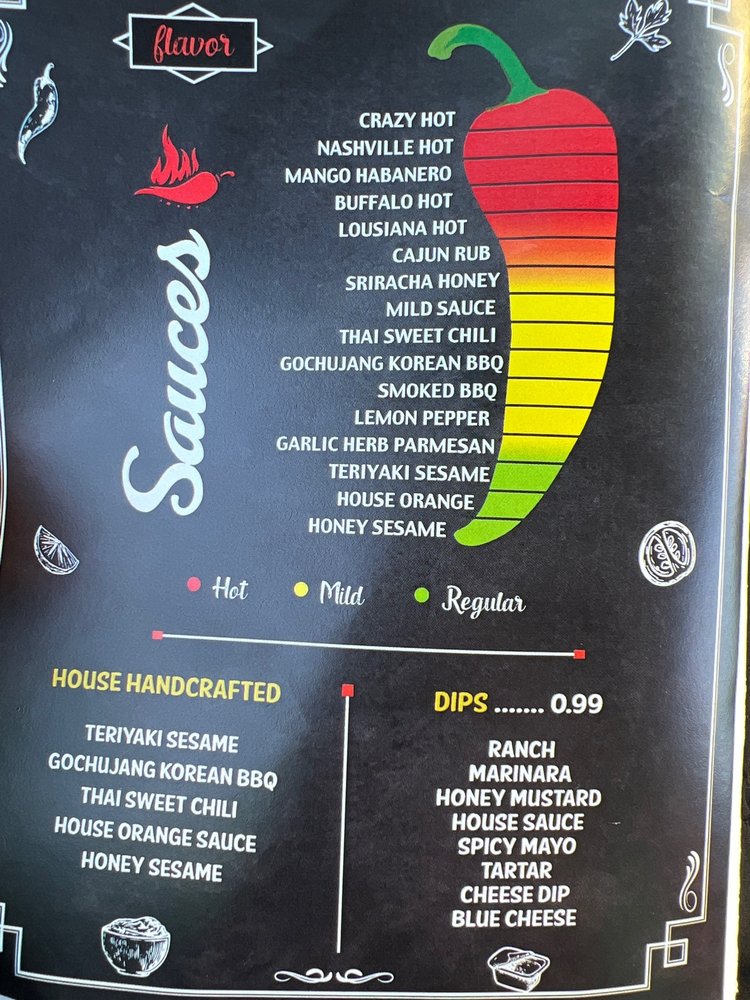 flavor
Sauces
CRAZY HOT
NASHVILLE HOT
MANGO HABANERO
BUFFALO HOT
LOUSIANA HOT
CAJUN RUB
SRIRACHA HONEY
MILD SAUCE
THAI SWEET CHILI
GOCHUJANG KOREAN BBQ
SMOKED BBQ
LEMON PEPPER
GARLIC HERB PARMESAN
TERIYAKI SESAME
HOUSE ORANGE
HONEY SESAME
Hot Mild Regular
HOUSE HANDCRAFTED
TERIYAKI SESAME
GOCHUJANG KOREAN BBQ
THAI SWEET CHILI
HOUSE ORANGE SAUCE
HONEY SESAME
DIPS ....... 0.99
RANCH
MARINARA
HONEY MUSTARD
HOUSE SAUCE
SPICY MAYO
TARTAR
CHEESE DIP
BLUE CHEESE